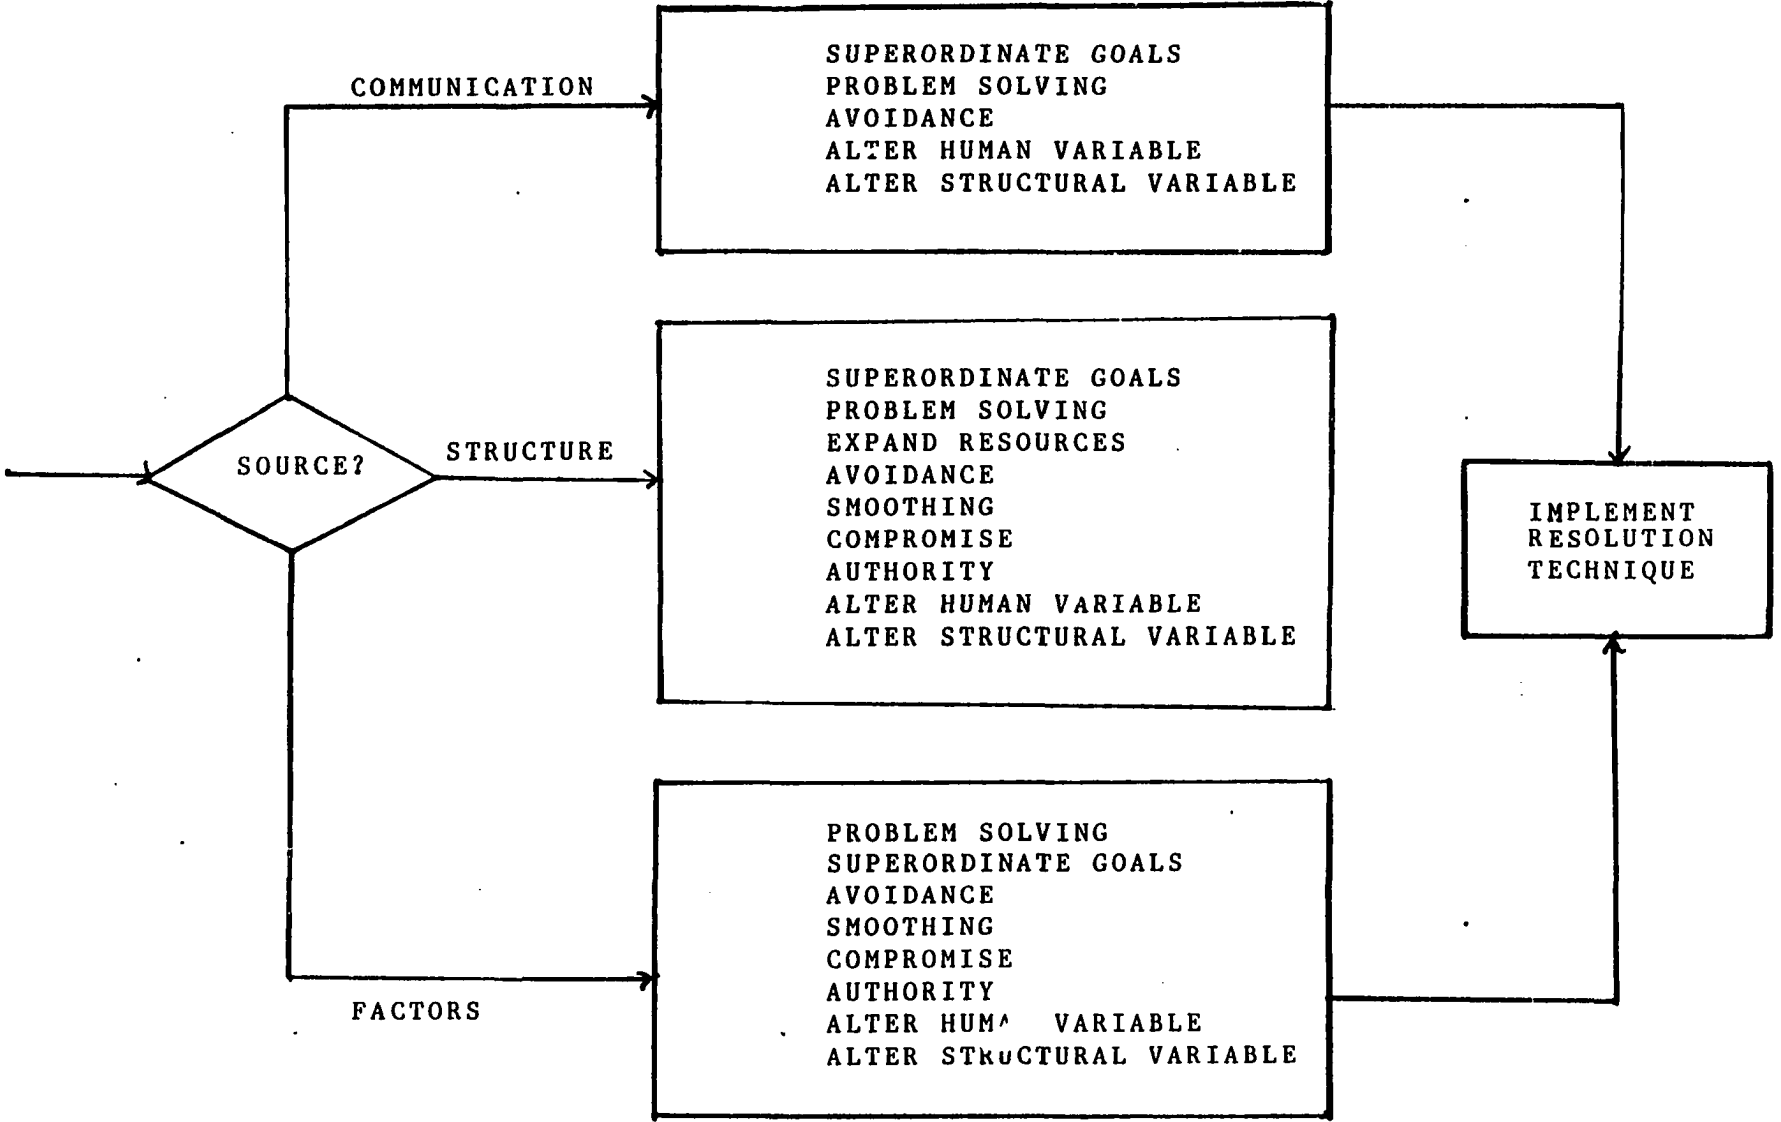 COMMUNICATION
SUPERORDINATE GOALS
PROBLEM SOLVING
AVOIDANCE
ALTER HUMAN VARIABLE
ALTER STRUCTURAL VARIABLE
SOURCE?
STRUCTURE
SUPERORDINATE GOALS
PROBLEM SOLVING
EXPAND RESOURCES
AVOIDANCE
SMOOTHING
COMPROMISE
AUTHORITY
ALTER HUMAN VARIABLE
ALTER STRUCTURAL VARIABLE
IMPLEMENT
RESOLUTION
TECHNIQUE
FACTORS
PROBLEM SOLVING
SUPERORDINATE GOALS
AVOIDANCE
SMOOTHING
COMPROMISE
AUTHORITY
ALTER VARIABLE
ALTER STRUCTURAL VARIABLE